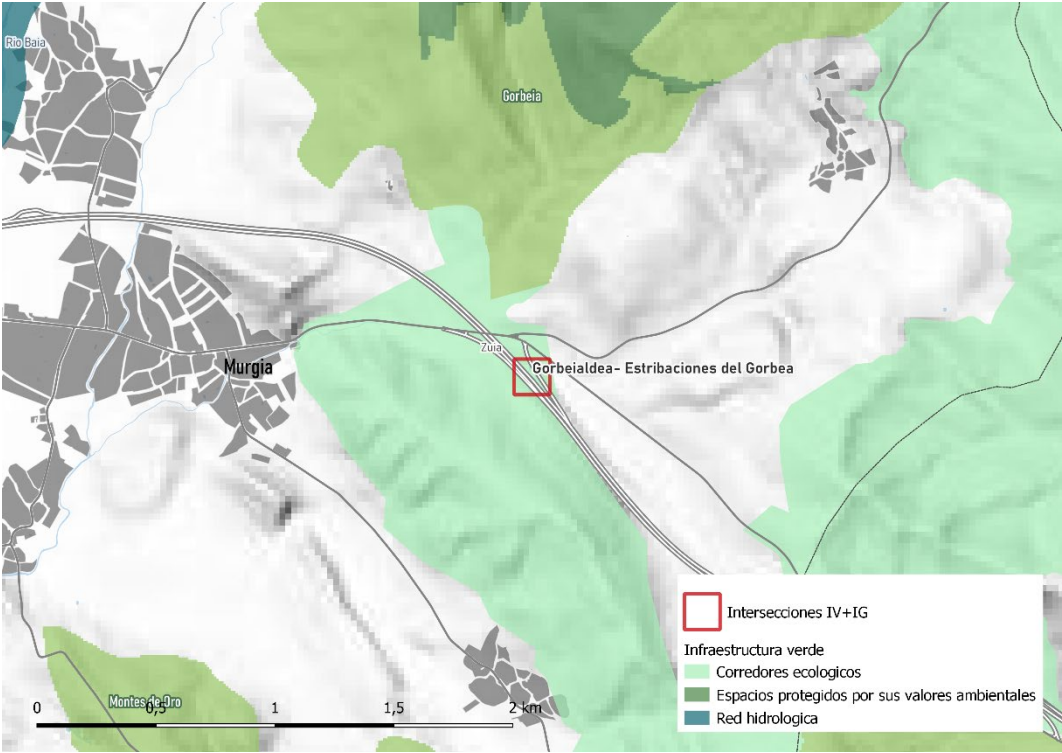 Rio Baia
Gorbeia
Zuia
Gorbeialdea- Estribaciones del Gorbea
Murgia
Intersecciones IV+IG
Infraestructura verde
Corredores ecologicos
Espacios protegidos por sus valores ambientales
Red hidrologica
Montes de Oro
0 0,5 1 1,5 2 km